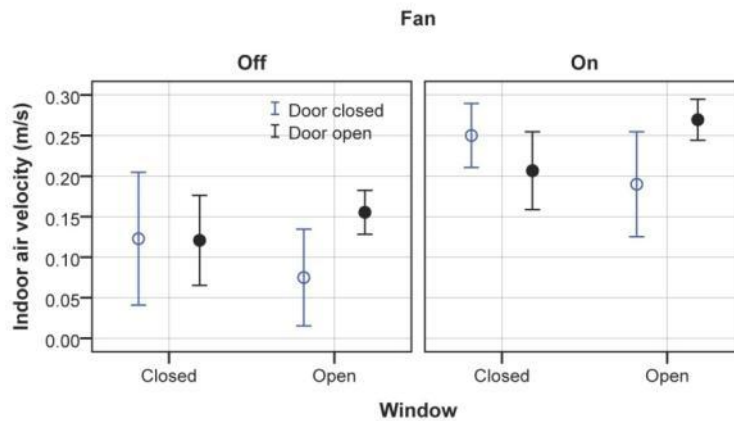 Fan
Off
On
Door closed
Door open
Indoor air velocity (m/s)
0.30
0.25
0.20
0.15
0.10
0.05
0.00
Closed
Open
Closed
Open
Window